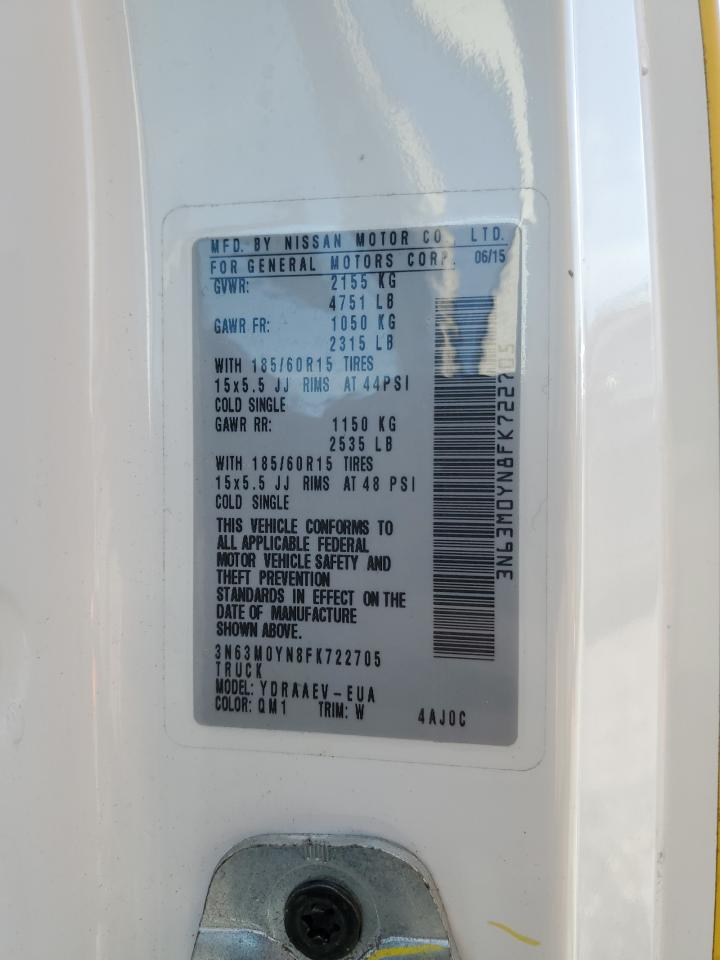 MFD. BY NISSAN MOTOR CO. LTD.
FOR GENERAL MOTORS CORP. 06/15
GVWR: 2155 KG
4751 LB
GAWR FR: 1050 KG
2315 LB
WITH 185/60R15 TIRES
15x5.5 JJ RIMS AT 44PSI
COLD SINGLE
GAWR RR: 1150 KG
2535 LB
WITH 185/60R15 TIRES
15x5.5 JJ RIMS AT 48 PSI
COLD SINGLE
THIS VEHICLE CONFORMS TO
ALL APPLICABLE FEDERAL
MOTOR VEHICLE SAFETY AND
THEFT PREVENTION
STANDARDS IN EFFECT ON THE
DATE OF MANUFACTURE
SHOWN ABOVE.
3N63M0YN8FK722705
TRUCK
MODEL: YDRAAEV-EUA
COLOR: QM1 TRIM: W 4AJ0C
3N63M0YN8FK722705